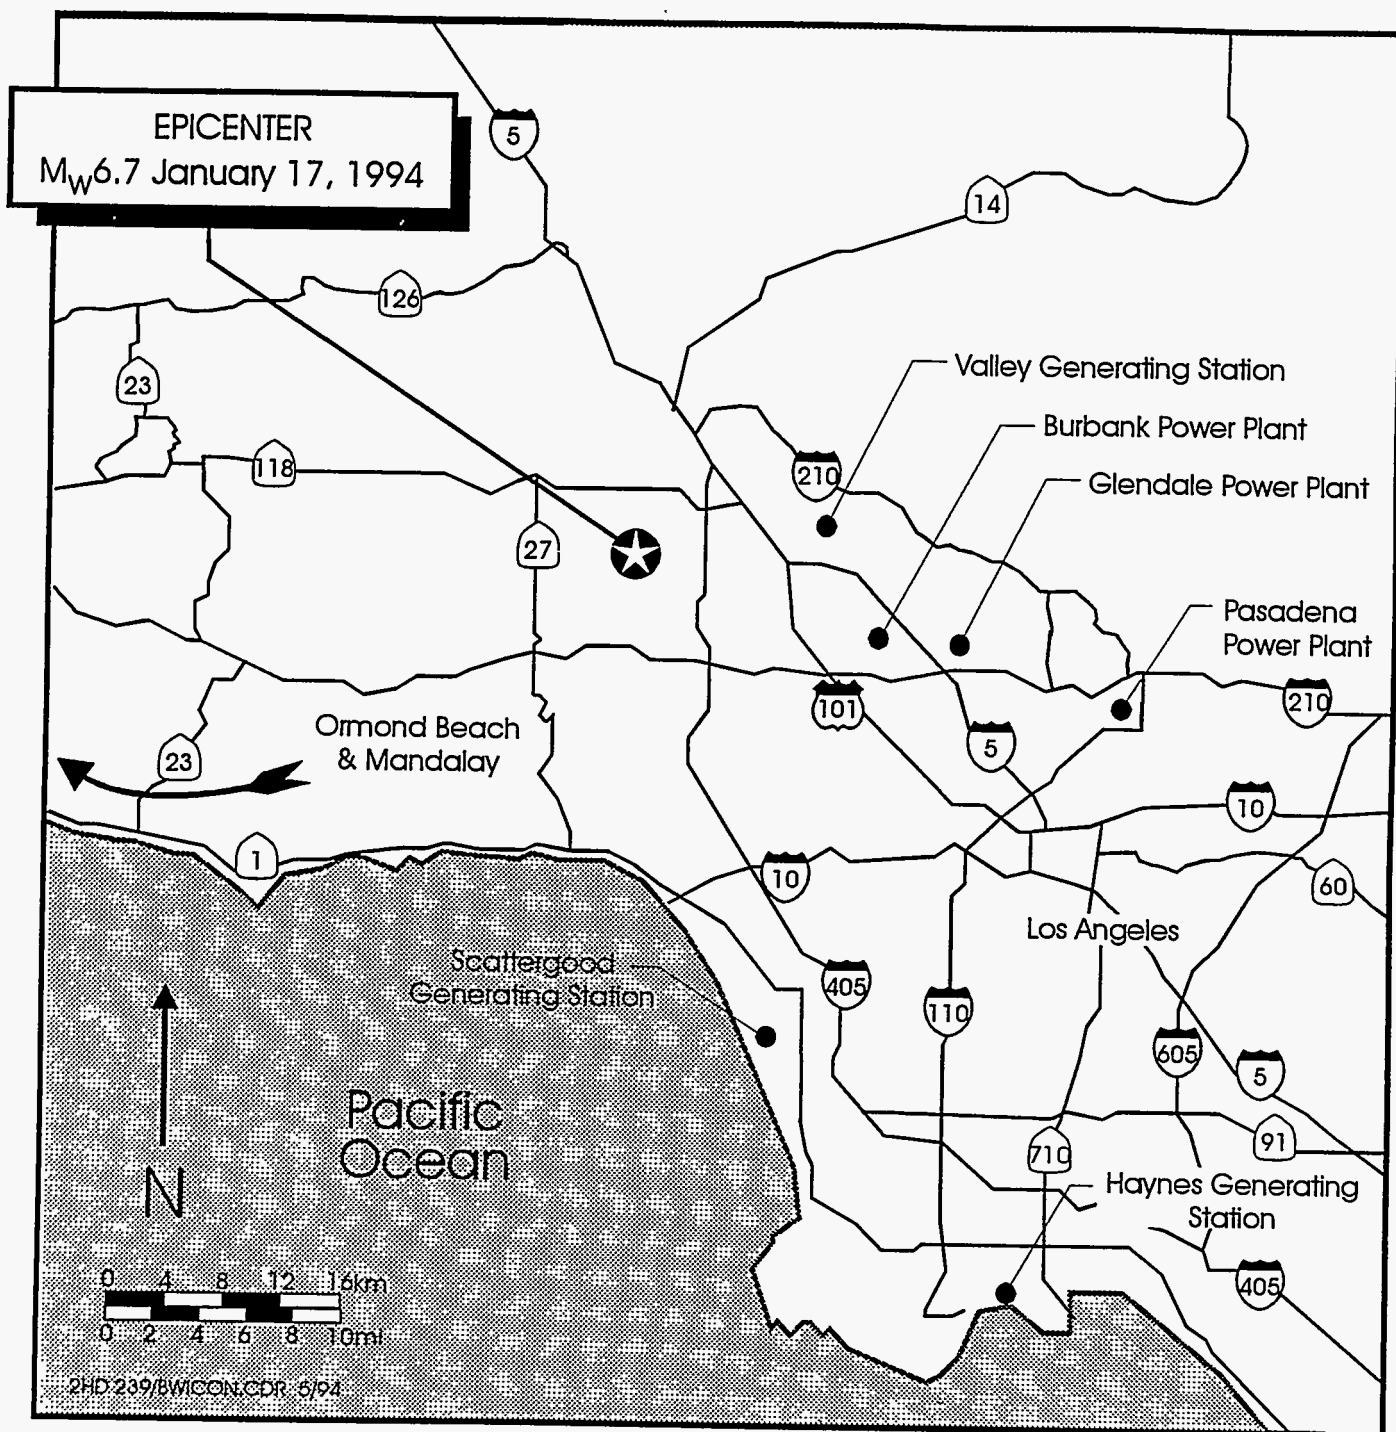 EPICENTER
MW6.7 January 17, 1994
5
14
126
23
Valley Generating Station
Burbank Power Plant
118
210
Glendale Power Plant
27
Pasadena
Power Plant
101
210
Ormond Beach
& Mandalay
5
23
10
1
10
60
Los Angeles
Scattergood
Generating Station
405
110
605
5
Pacific
Ocean
91
710
N
Haynes Generating
Station
405
0 4 8 12 16km
0 2 4 6 8 10mi
2HD 239/BWICON.CDR 5/94